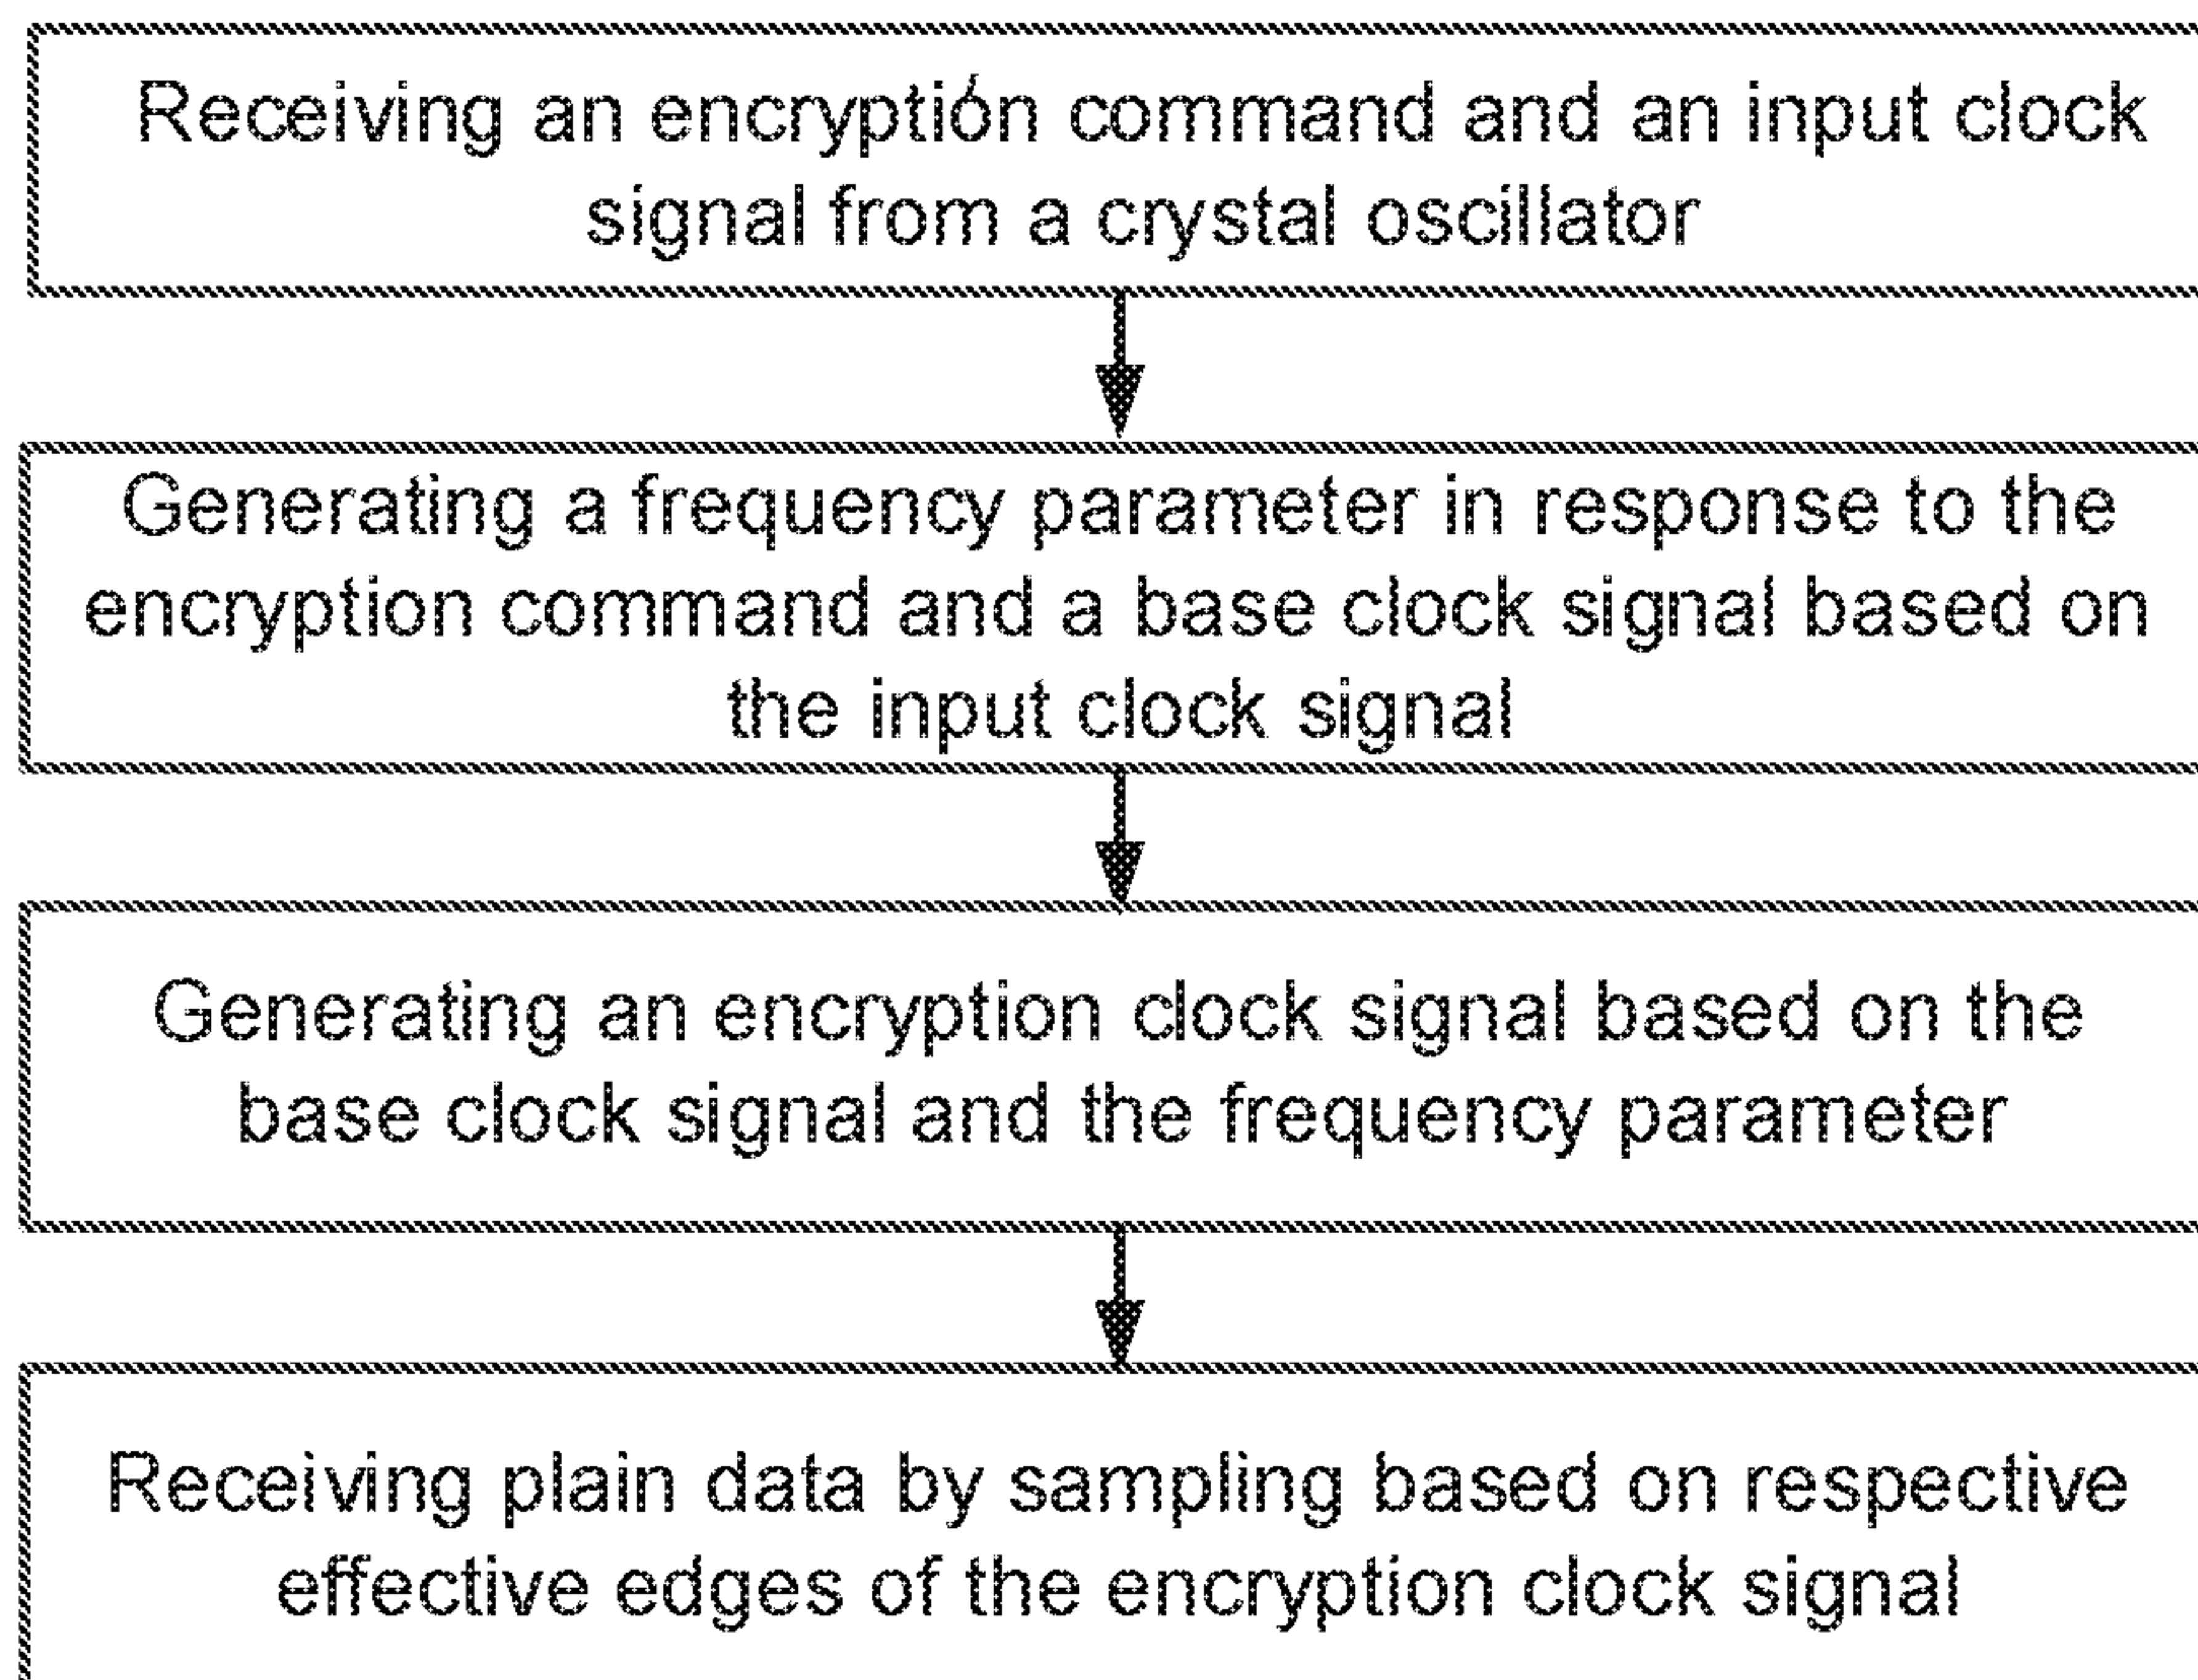 Receiving an encryption command and an input clock
signal from a crystal oscillator
Generating a frequency parameter in response to the
encryption command and a base clock signal based on
the input clock signal
Generating an encryption clock signal based on the
base clock signal and the frequency parameter
Receiving plain data by sampling based on respective
effective edges of the encryption clock signal